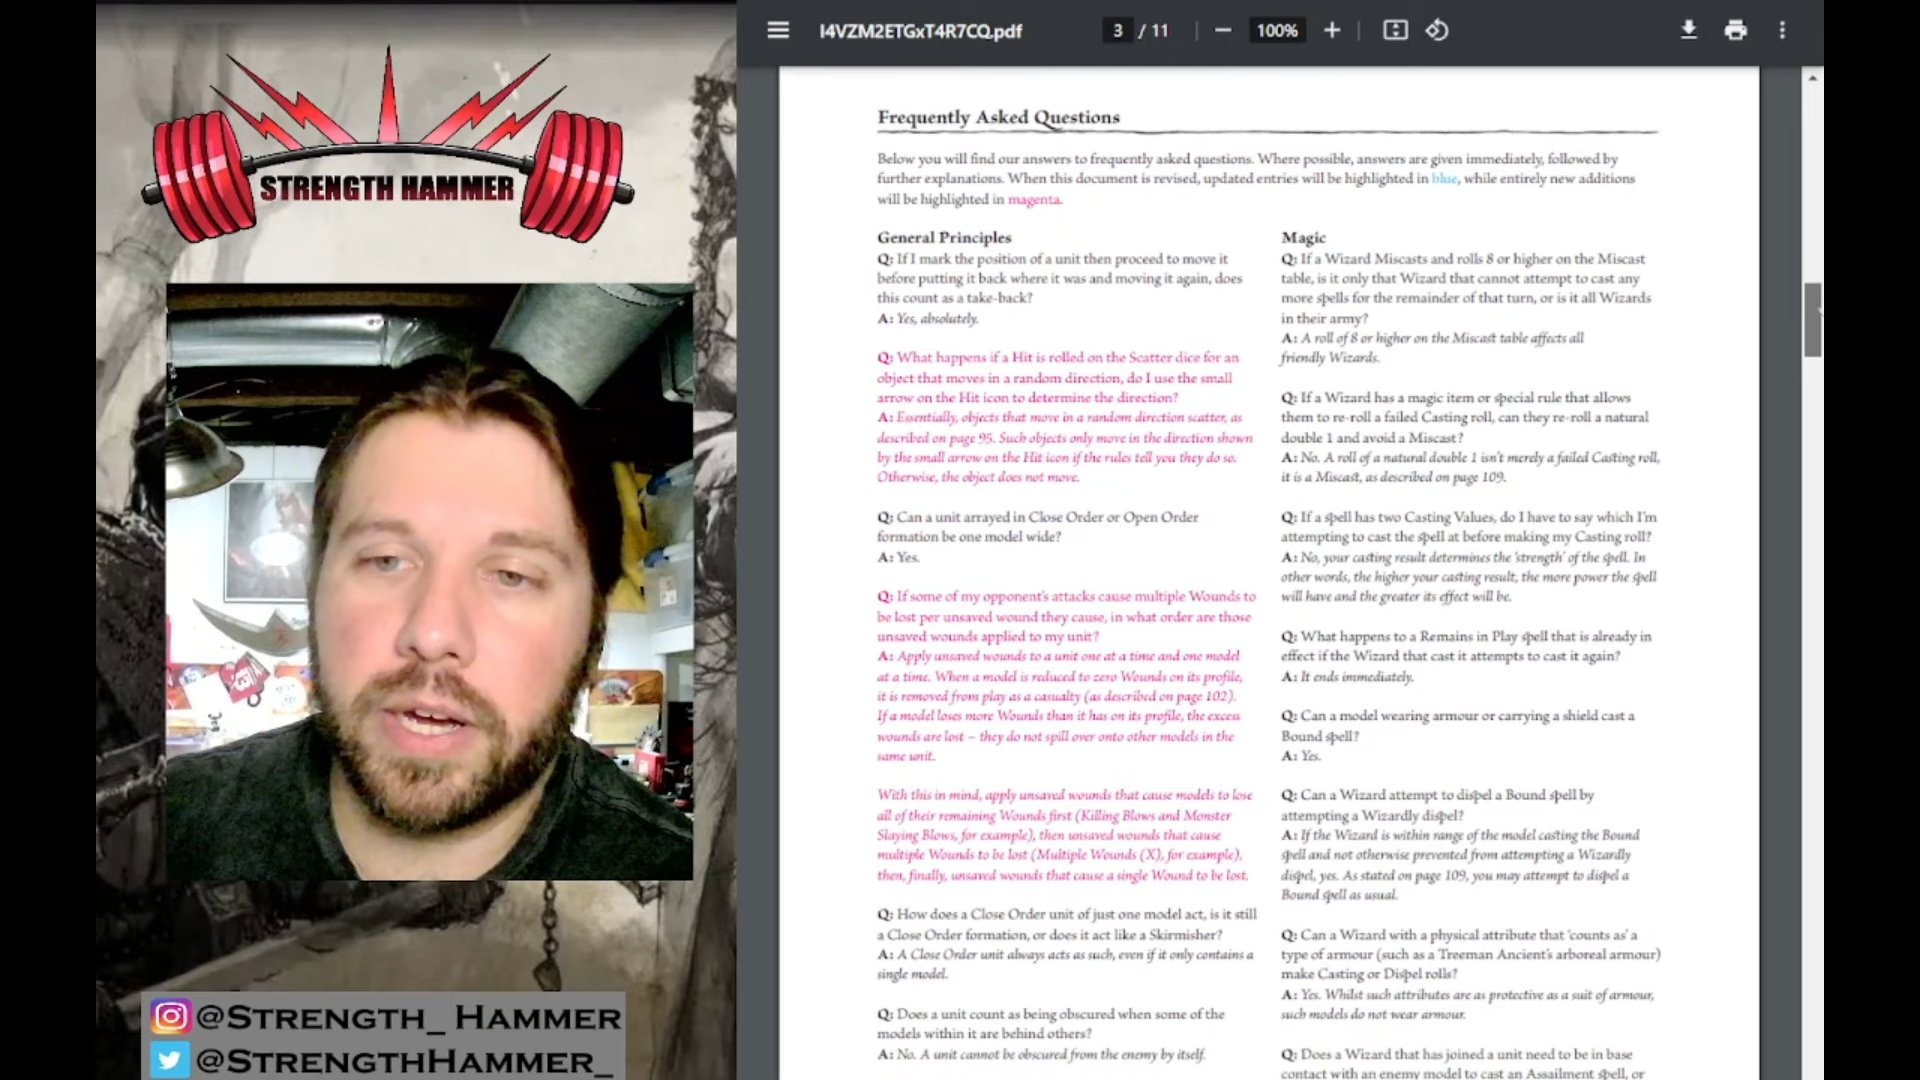 STRENGTH HAMMER
@STRENGTH_HAMMER
@STRENGTHHAMMER_
I4VZM2ETGxT4R7CQ.pdf
3 / 11
100%
Frequently Asked Questions
Below you will find our answers to frequently asked questions. Where possible, answers are given immediately, followed by
further explanations. When this document is revised, updated entries will be highlighted in blue, while entirely new additions
will be highlighted in magenta.
General Principles
Q: If I mark the position of a unit then proceed to move it
before putting it back where it was and moving it again, does
this count as a take-back?
A: Yes, absolutely.
Q: What happens if a Hit is rolled on the Scatter dice for an
object that moves in a random direction, do I use the small
arrow on the Hit icon to determine the direction?
A: Essentially, objects that move in a random direction scatter, as
described on page 95. Such objects only move in the direction shown
by the small arrow on the Hit icon if the rules tell you they do so.
Otherwise, the object does not move.
Q: Can a unit arrayed in Close Order or Open Order
formation be one model wide?
A: Yes.
Q: If some of my opponent's attacks cause multiple Wounds to
be lost per unsaved wound they cause, in what order are those
unsaved wounds applied to my unit?
A: Apply unsaved wounds to a unit one at a time and one model
at a time. When a model is reduced to zero Wounds on its profile,
it is removed from play as a casualty (as described on page 102).
If a model loses more Wounds than it has on its profile, the excess
wounds are lost – they do not spill over onto other models in the
same unit.
With this in mind, apply unsaved wounds that cause models to lose
all of their remaining Wounds first (Killing Blows and Monster
Slaying Blows, for example), then unsaved wounds that cause
multiple Wounds to be lost (Multiple Wounds (X), for example),
then, finally, unsaved wounds that cause a single Wound to be lost.
Q: How does a Close Order unit of just one model act, is it still
a Close Order formation, or does it act like a Skirmisher?
A: A Close Order unit always acts as such, even if it only contains a
single model.
Q: Does a unit count as being obscured when some of the
models within it are behind others?
A: No. A unit cannot be obscured from the enemy by itself.
Magic
Q: If a Wizard Miscasts and rolls 8 or higher on the Miscast
table, is it only that Wizard that cannot attempt to cast any
more spells for the remainder of that turn, or is it all Wizards
in their army?
A: A roll of 8 or higher on the Miscast table affects all
friendly Wizards.
Q: If a Wizard has a magic item or special rule that allows
them to re-roll a failed Casting roll, can they re-roll a natural
double 1 and avoid a Miscast?
A: No. A roll of a natural double 1 isn't merely a failed Casting roll,
it is a Miscast, as described on page 109.
Q: If a spell has two Casting Values, do I have to say which I'm
attempting to cast the spell at before making my Casting roll?
A: No, your casting result determines the 'strength' of the spell. In
other words, the higher your casting result, the more power the spell
will have and the greater its effect will be.
Q: What happens to a Remains in Play spell that is already in
effect if the Wizard that cast it attempts to cast it again?
A: It ends immediately.
Q: Can a model wearing armour or carrying a shield cast a
Bound spell?
A: Yes.
Q: Can a Wizard attempt to dispel a Bound spell by
attempting a Wizardly dispel?
A: If the Wizard is within range of the model casting the Bound
spell and not otherwise prevented from attempting a Wizardly
dispel, yes. As stated on page 109, you may attempt to dispel a
Bound spell as usual.
Q: Can a Wizard with a physical attribute that 'counts as' a
type of armour (such as a Treeman Ancient's arboreal armour)
make Casting or Dispel rolls?
A: Yes. Whilst such attributes are as protective as a suit of armour,
such models do not wear armour.
Q: Does a Wizard that has joined a unit need to be in base
contact with an enemy model to cast an Assailment spell, or